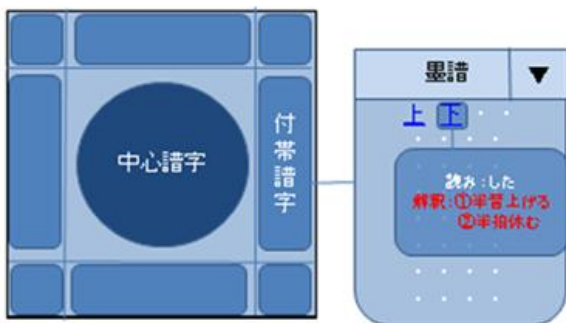 中心譜字
付帯譜字
墨譜 ▼
上 下
読み:した
解釈:①半音上げる
②半拍休む